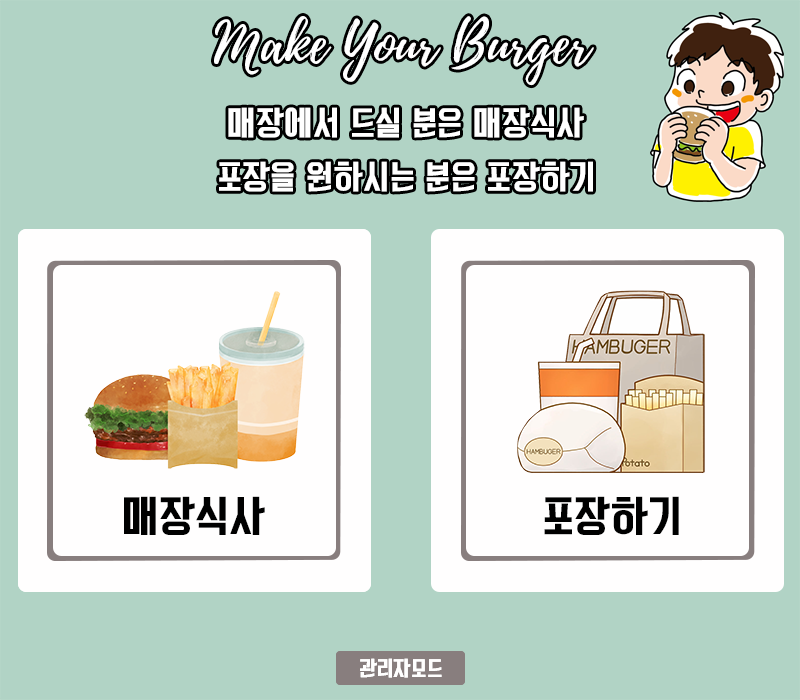 Make Your Burger
매장에서 드실 분은 매장식사
포장을 원하시는 분은 포장하기
HAMBUGER
HAMBUGER
Potato
매장식사
포장하기
관리자모드